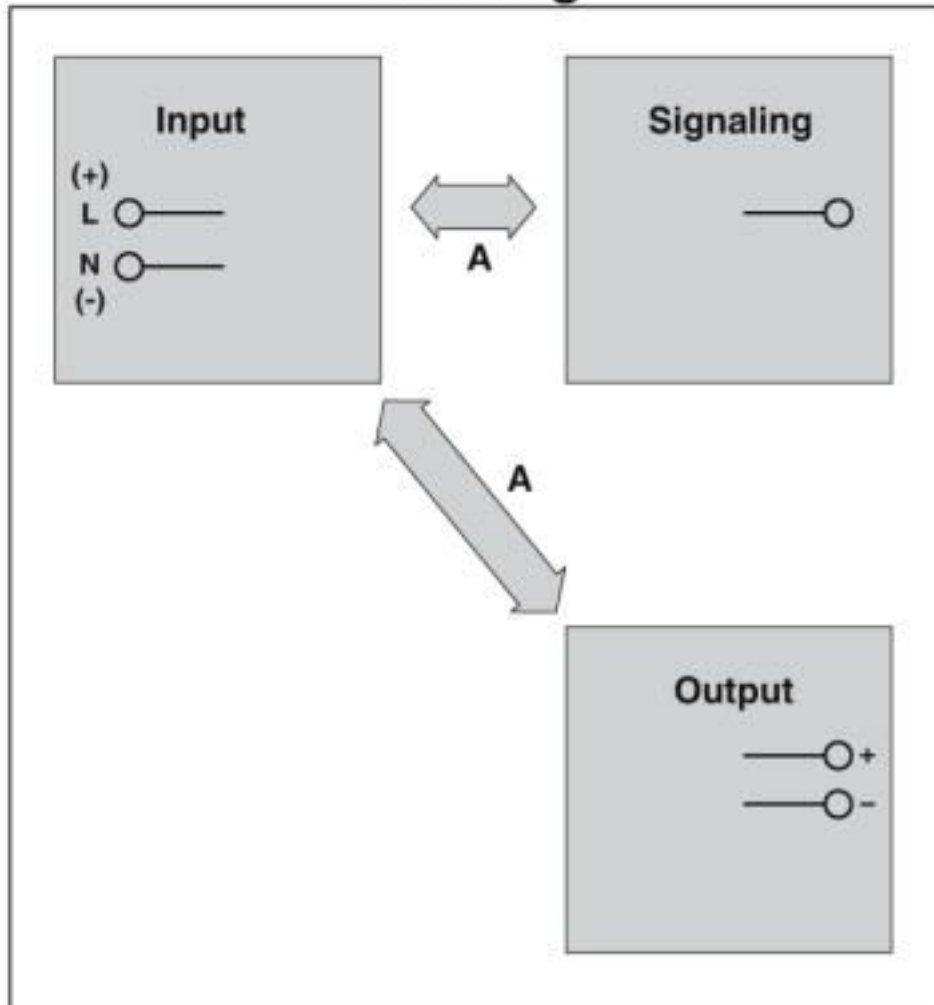 Input
(+)
L
N
(-)
Signaling
A
A
Output
+
−